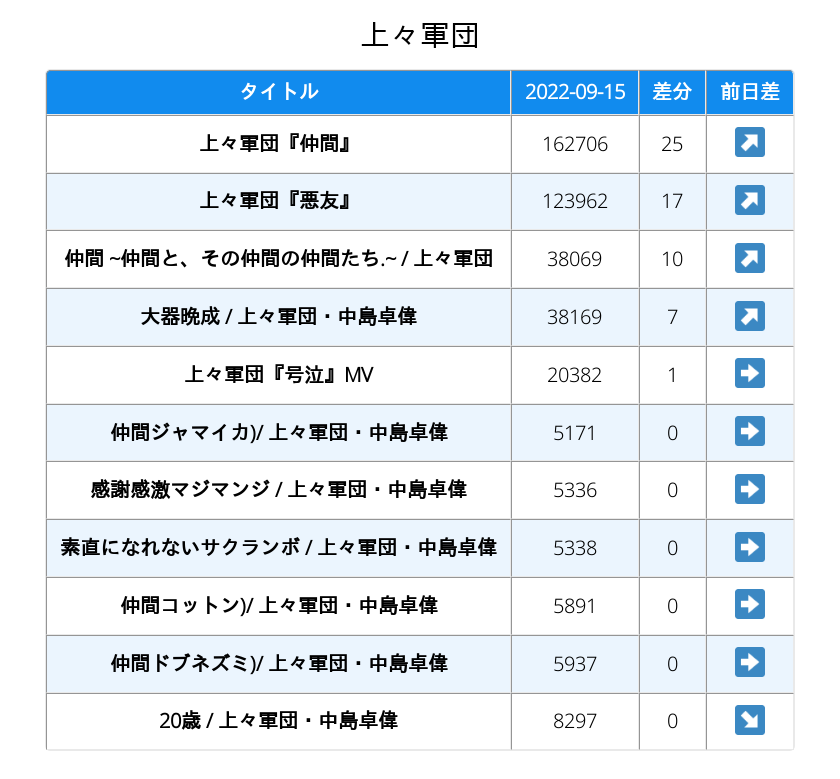 上々軍団
タイトル 2022-09-15 差分 前日差
上々軍団『仲間』 162706 25 ↗
上々軍団『悪友』 123962 17 ↗
仲間 ~仲間と、その仲間の仲間たち.~ / 上々軍団 38069 10 ↗
大器晩成 / 上々軍団・中島卓偉 38169 7 ↗
上々軍団『号泣』MV 20382 1 ➡
仲間ジャマイカ)/ 上々軍団・中島卓偉 5171 0 ➡
感謝感激マジマンジ / 上々軍団・中島卓偉 5336 0 ➡
素直になれないサクランボ / 上々軍団・中島卓偉 5338 0 ➡
仲間コットン)/ 上々軍団・中島卓偉 5891 0 ➡
仲間ドブネズミ)/ 上々軍団・中島卓偉 5937 0 ➡
20歳 / 上々軍団・中島卓偉 8297 0 ↘